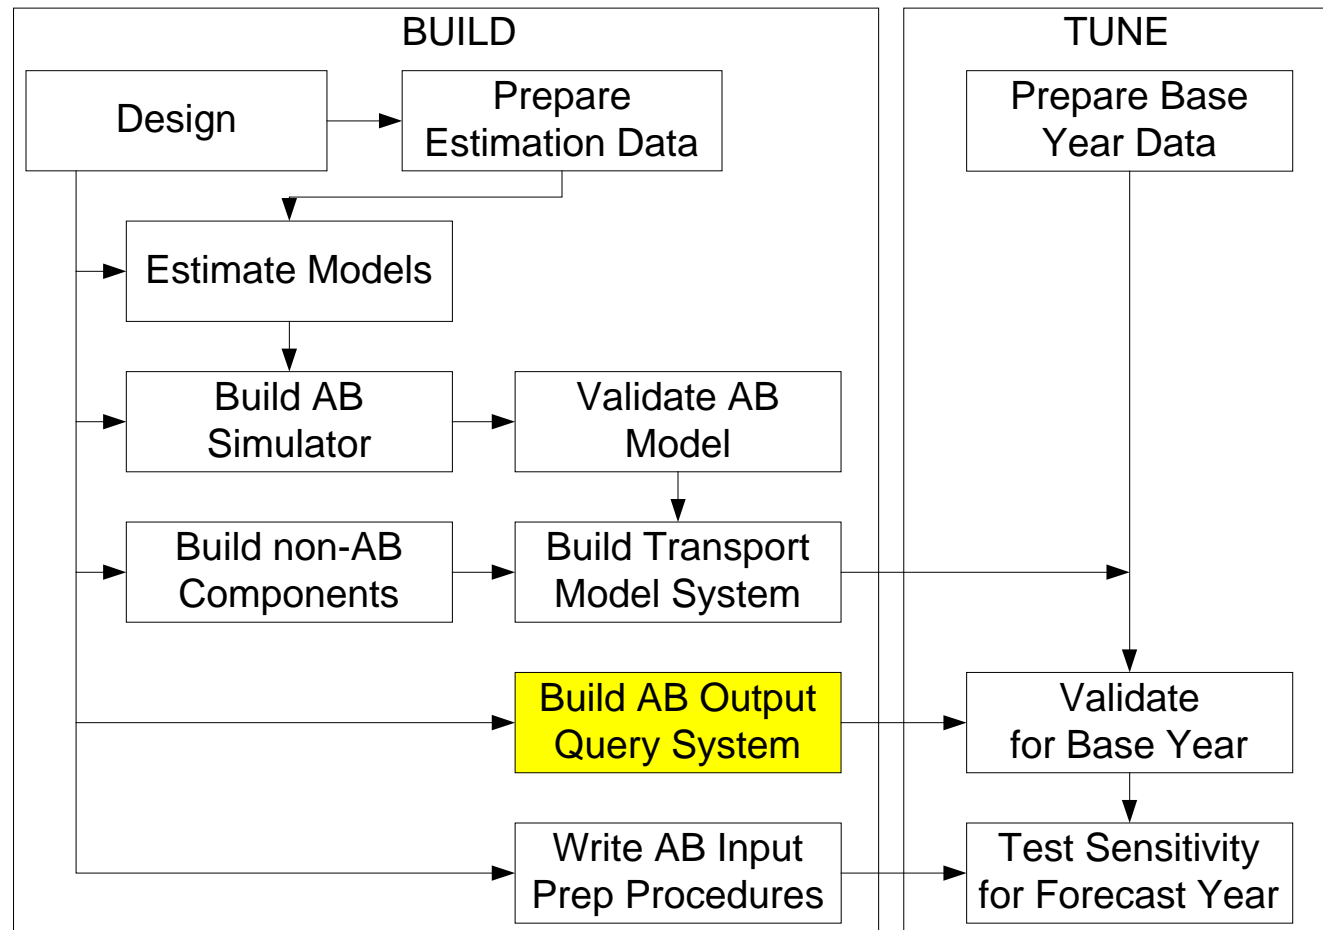 BUILD
TUNE
Design
Prepare
Estimation Data
Prepare Base
Year Data
Estimate Models
Build AB
Simulator
Validate AB
Model
Build non-AB
Components
Build Transport
Model System
Build AB Output
Query System
Validate
for Base Year
Write AB Input
Prep Procedures
Test Sensitivity
for Forecast Year